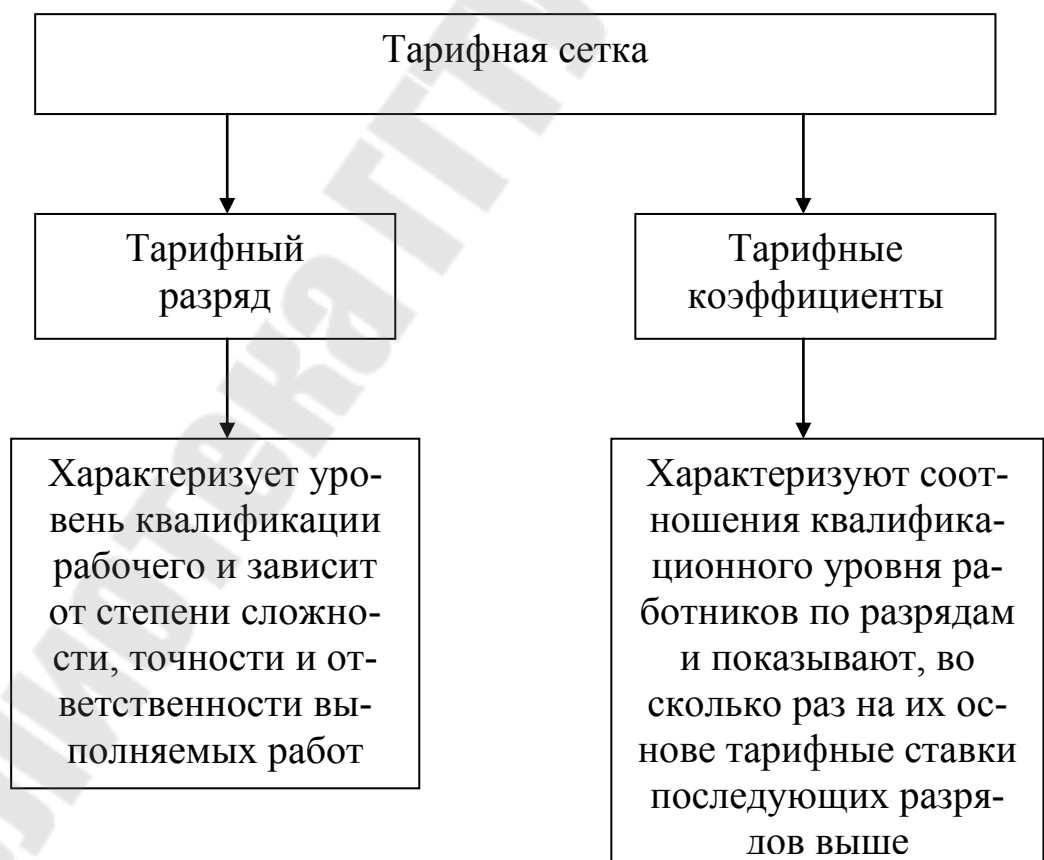 Тарифная сетка
Тарифный
разряд
Тарифные
коэффициенты
Характеризует уро-
вень квалификации
рабочего и зависит
от степени сложно-
сти, точности и от-
ветственности вы-
полняемых работ
Характеризуют соот-
ношения квалифика-
ционного уровня ра-
ботников по разрядам
и показывают, во
сколько раз на их ос-
нове тарифные ставки
последующих разря-
дов выше